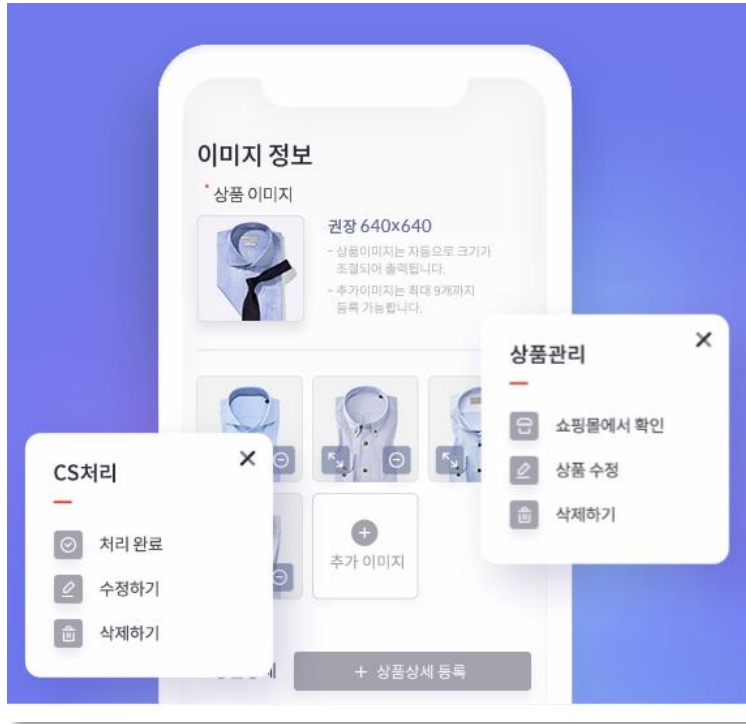 이미지 정보
상품 이미지
권장 640x640
- 상품이미지는 자동으로 크기가
조절되어 출력됩니다.
- 추가이미지는 최대 9개까지
등록 가능합니다.
상품관리
쇼핑몰에서 확인
상품 수정
삭제하기
CS처리
처리 완료
수정하기
삭제하기
추가 이미지
+ 상품상세 등록